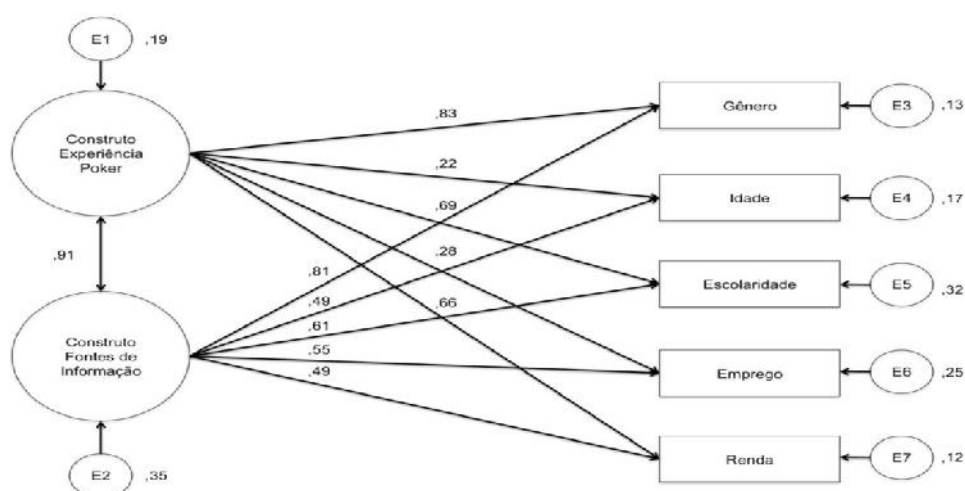 E1
,19
Construto
Experiência
Poker
,83
Gênero
E3
,13
,22
Idade
E4
,17
,69
,91
,28
,81
,49
,66
Escolaridade
E5
,32
,61
Construto
Fontes de
Informação
,55
,49
Emprego
E6
,25
Renda
E7
,12
E2
,35